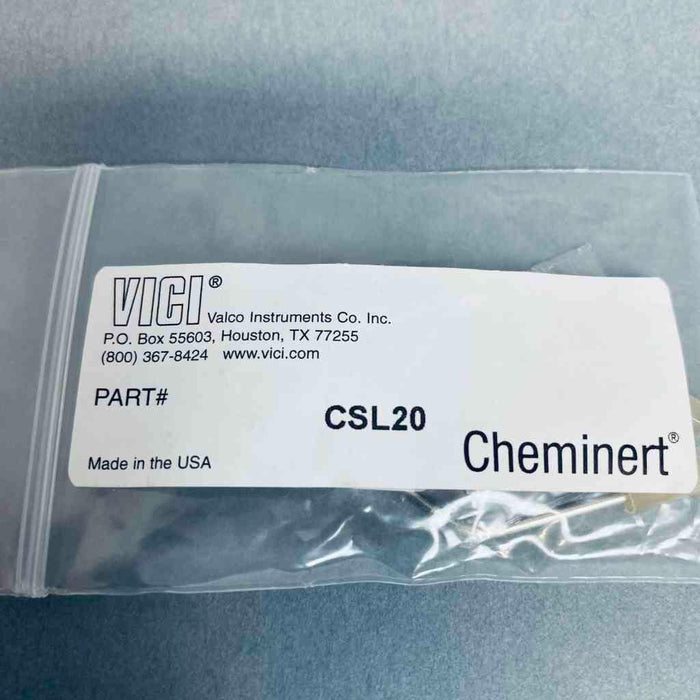 VICI®
Valco Instruments Co. Inc.
P.O. Box 55603, Houston, TX 77255
(800) 367-8424 www.vici.com
PART#
CSL20
Made in the USA
Cheminert®